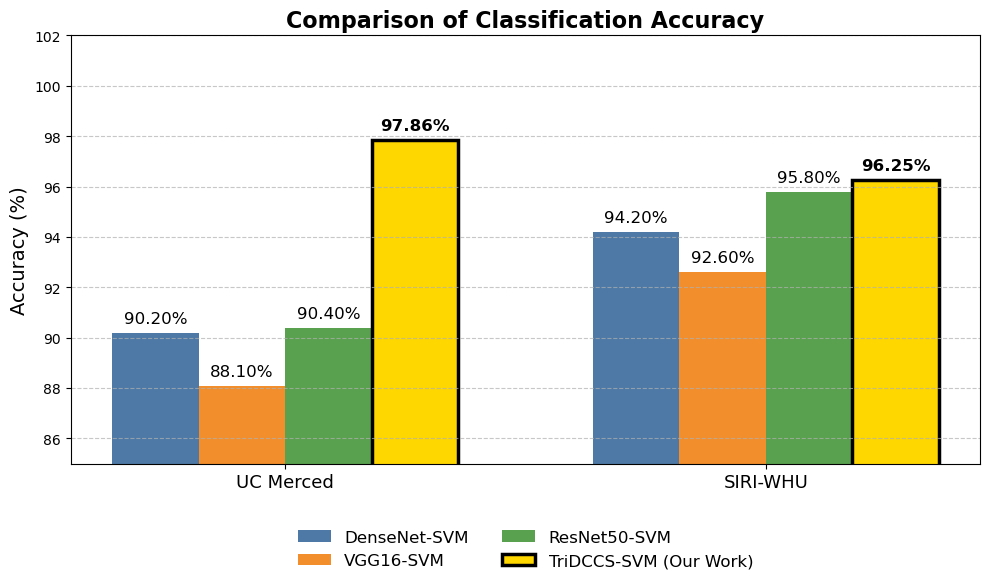 Comparison of Classification Accuracy
Accuracy (%)
102
100
98
96
94
92
90
88
86
90.20%
88.10%
90.40%
97.86%
94.20%
92.60%
95.80%
96.25%
UC Merced
SIRI-WHU
DenseNet-SVM
VGG16-SVM
ResNet50-SVM
TriDCCS-SVM (Our Work)